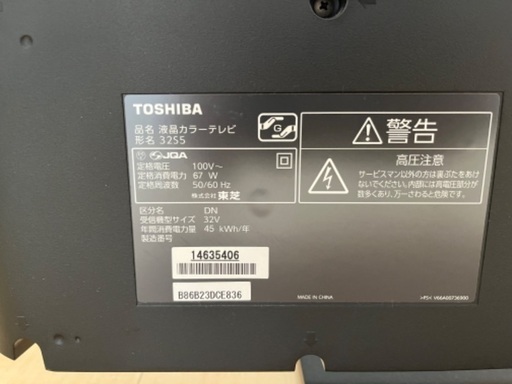 TOSHIBA
品名 液晶カラーテレビ
形名 32S5
JQA
定格電圧 100V~
定格消費電力 67 W
定格周波数 50/60 Hz
株式会社 東芝
区分名 DN
受信機型サイズ 32V
年間消費電力量 45 kWh/年
製造番号
14635406
B86B23DCE836
G
警告
高圧注意
サービスマン以外の方は裏ぶたをあけ
ないでください。内部には高電圧部分が
数多くあり、万一さわると危険です。
MADE IN CHINA